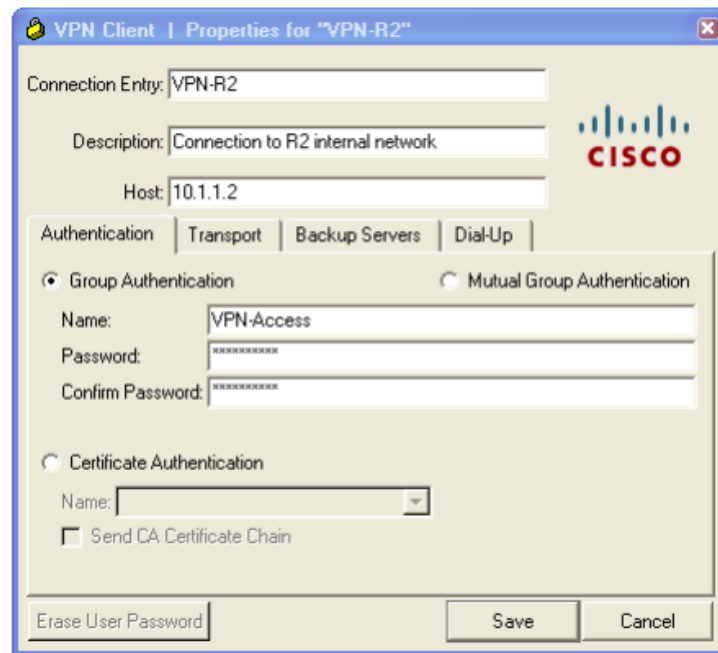 VPN Client | Properties for "VPN-R2"
Connection Entry: VPN-R2
Description: Connection to R2 internal network
CISCO
Host: 10.1.1.2
Authentication Transport Backup Servers Dial-Up
Group Authentication Mutual Group Authentication
Name: VPN-Access
Password: **********
Confirm Password: **********
Certificate Authentication
Name:
Send CA Certificate Chain
Erase User Password Save Cancel